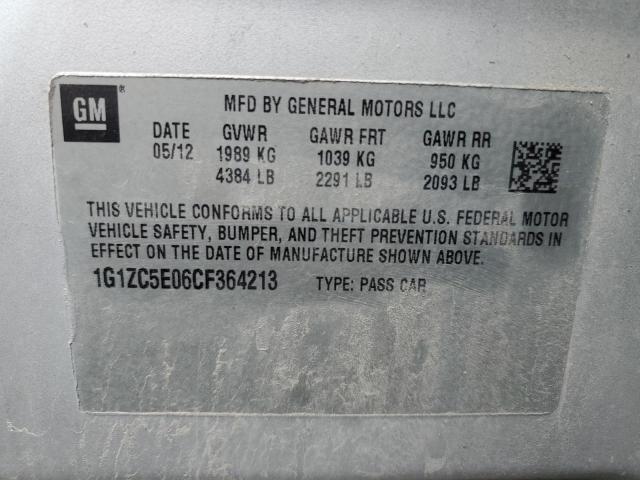 GM ®
MFD BY GENERAL MOTORS LLC
DATE GVWR GAWR FRT GAWR RR
05/12 1989 KG 1039 KG 950 KG
4384 LB 2291 LB 2093 LB
THIS VEHICLE CONFORMS TO ALL APPLICABLE U.S. FEDERAL MOTOR
VEHICLE SAFETY, BUMPER, AND THEFT PREVENTION STANDARDS IN
EFFECT ON THE DATE OF MANUFACTURE SHOWN ABOVE.
1G1ZC5E06CF364213 TYPE: PASS CAR